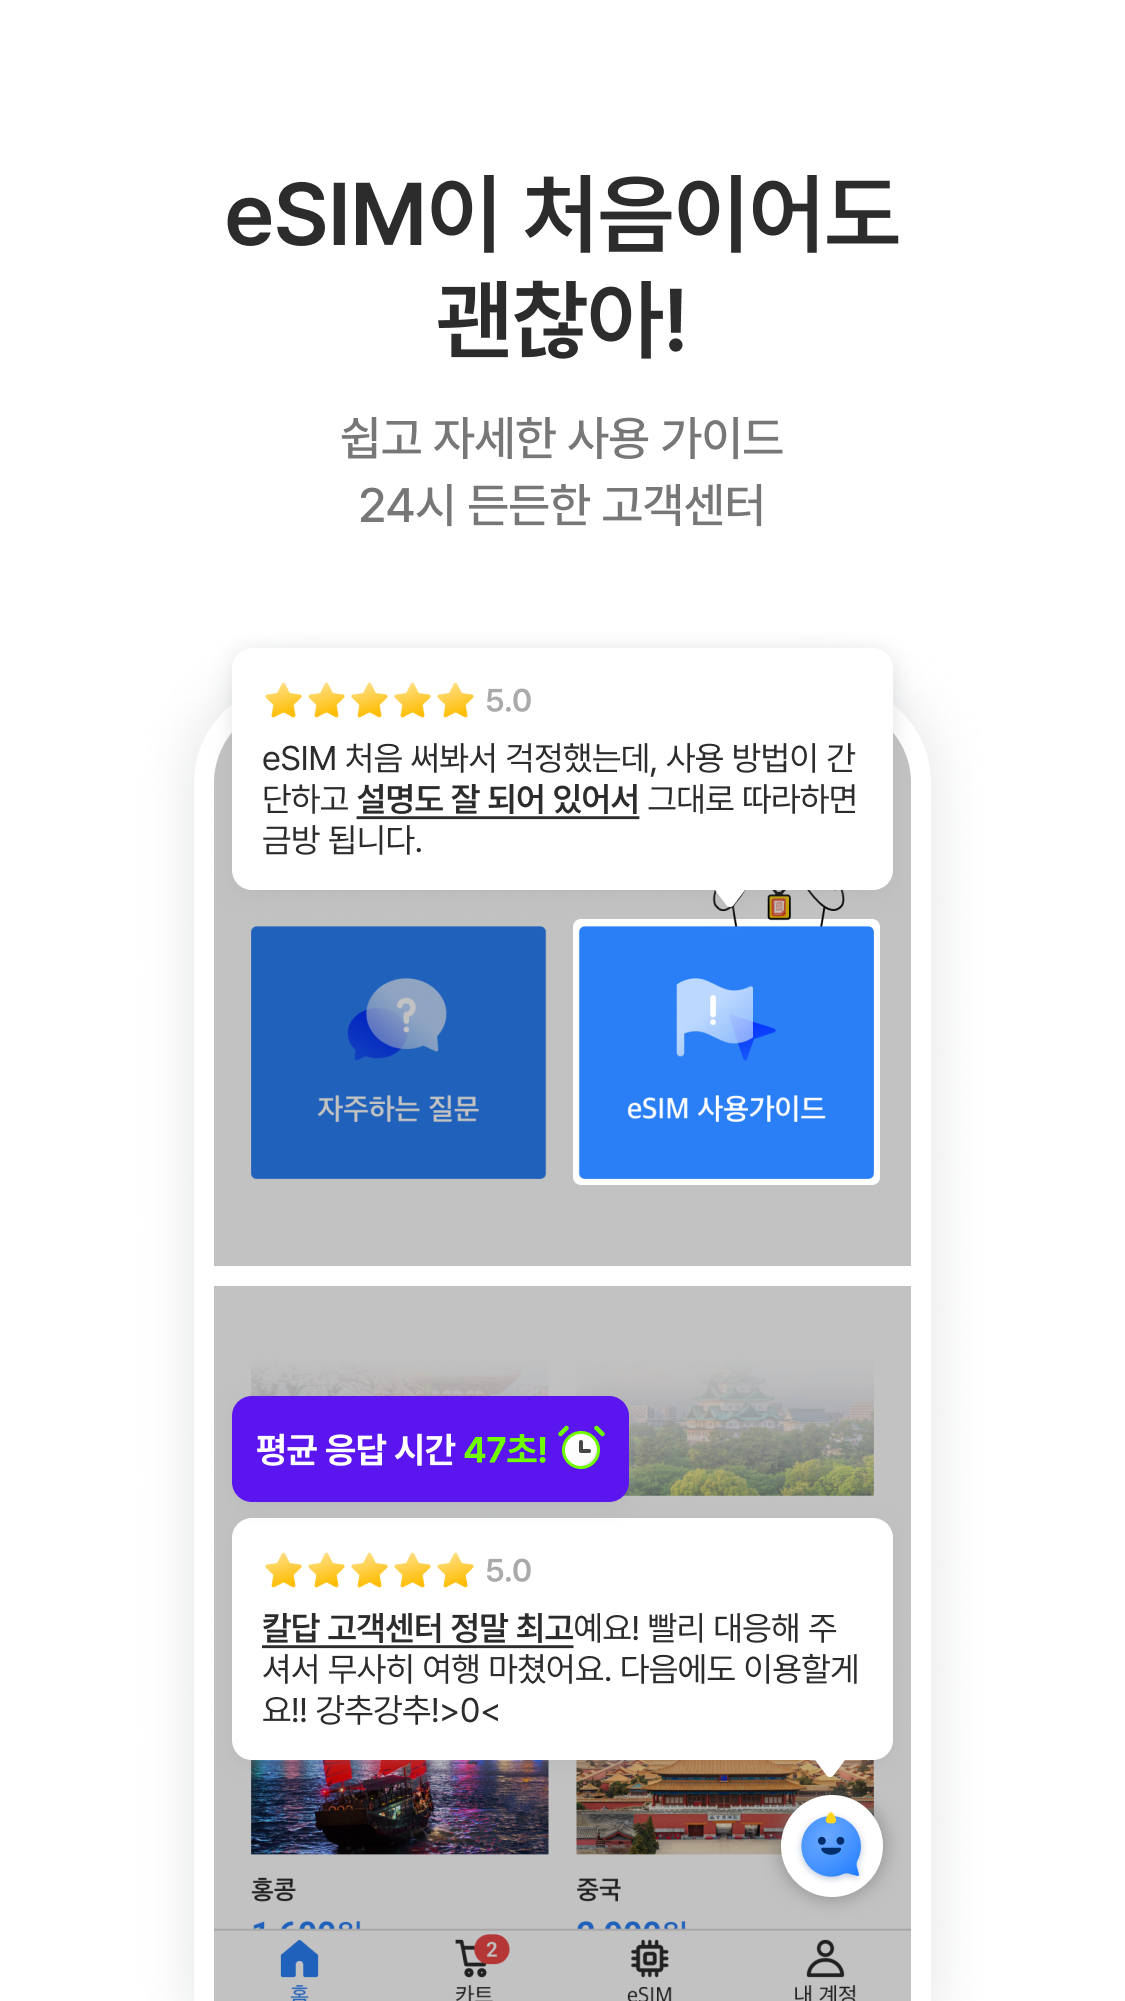 eSIM이 처음이어도
괜찮아!
쉽고 자세한 사용 가이드
24시 든든한 고객센터
5.0
eSIM 처음 써봐서 걱정했는데, 사용 방법이 간
단하고 설명도 잘 되어 있어서 그대로 따라하면
금방 됩니다.
?
!
자주하는 질문
eSIM 사용가이드
평균 응답 시간 47초!
5.0
칼답 고객센터 정말 최고예요! 빨리 대응해 주
셔서 무사히 여행 마쳤어요. 다음에도 이용할게
요!! 강추강추!>0<
홍콩
중국
2
홈
카트
eSIM
내 계정